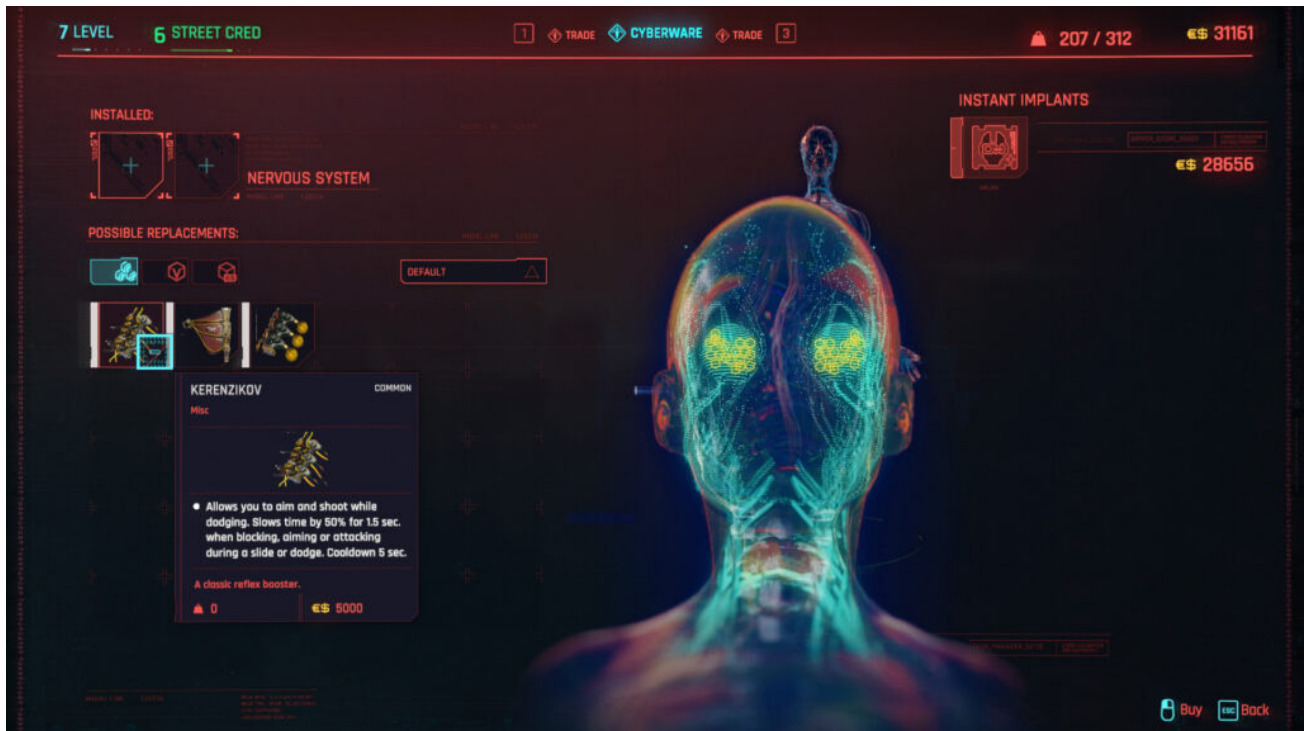 7 LEVEL
6 STREET CRED
1 TRADE CYBERWARE TRADE 3
207 / 312
€$ 31161
INSTALLED:
NERVOUS SYSTEM
POSSIBLE REPLACEMENTS:
DEFAULT
KERENZIKOV
COMMON
Misc
Allows you to aim and shoot while
dodging. Slows time by 50% for 1.5 sec.
when blocking, aiming or attacking
during a slide or dodge. Cooldown 5 sec.
A classic reflex booster.
0
€$ 5000
INSTANT IMPLANTS
€$ 28656
Buy
ESC Back